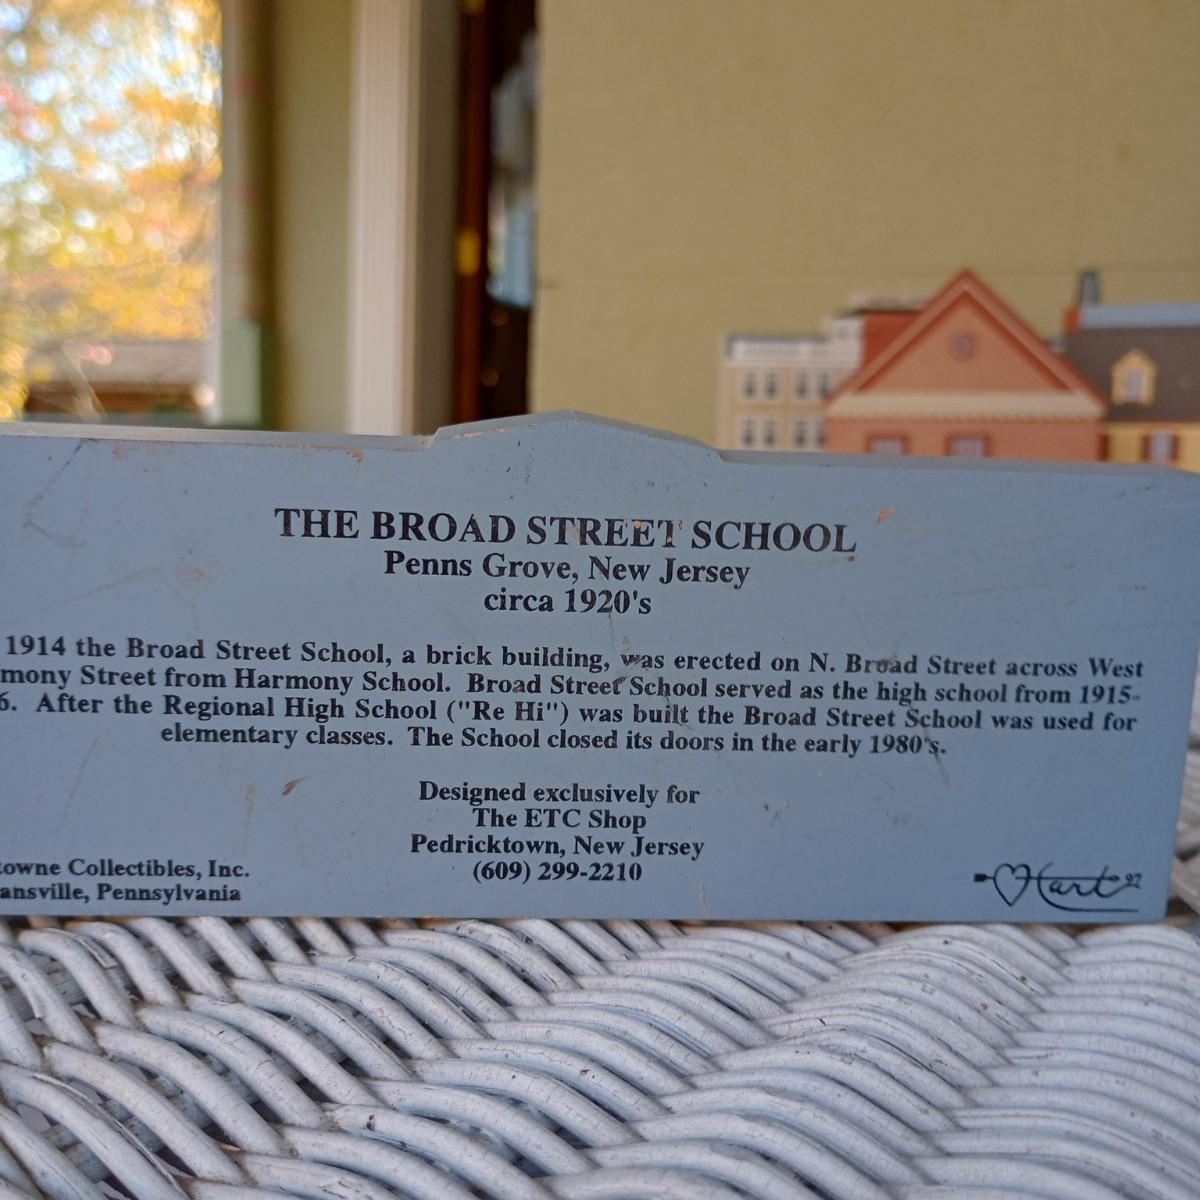 THE BROAD STREET SCHOOL
Penns Grove, New Jersey
circa 1920's
1914 the Broad Street School, a brick building, was erected on N. Broad Street across West
mony Street from Harmony School. Broad Street School served as the high school from 1915-
6. After the Regional High School ("Re Hi") was built the Broad Street School was used for
elementary classes. The School closed its doors in the early 1980's.
Designed exclusively for
The ETC Shop
Pedricktown, New Jersey
(609) 299-2210
towne Collectibles, Inc.
ansville, Pennsylvania
Hart 97